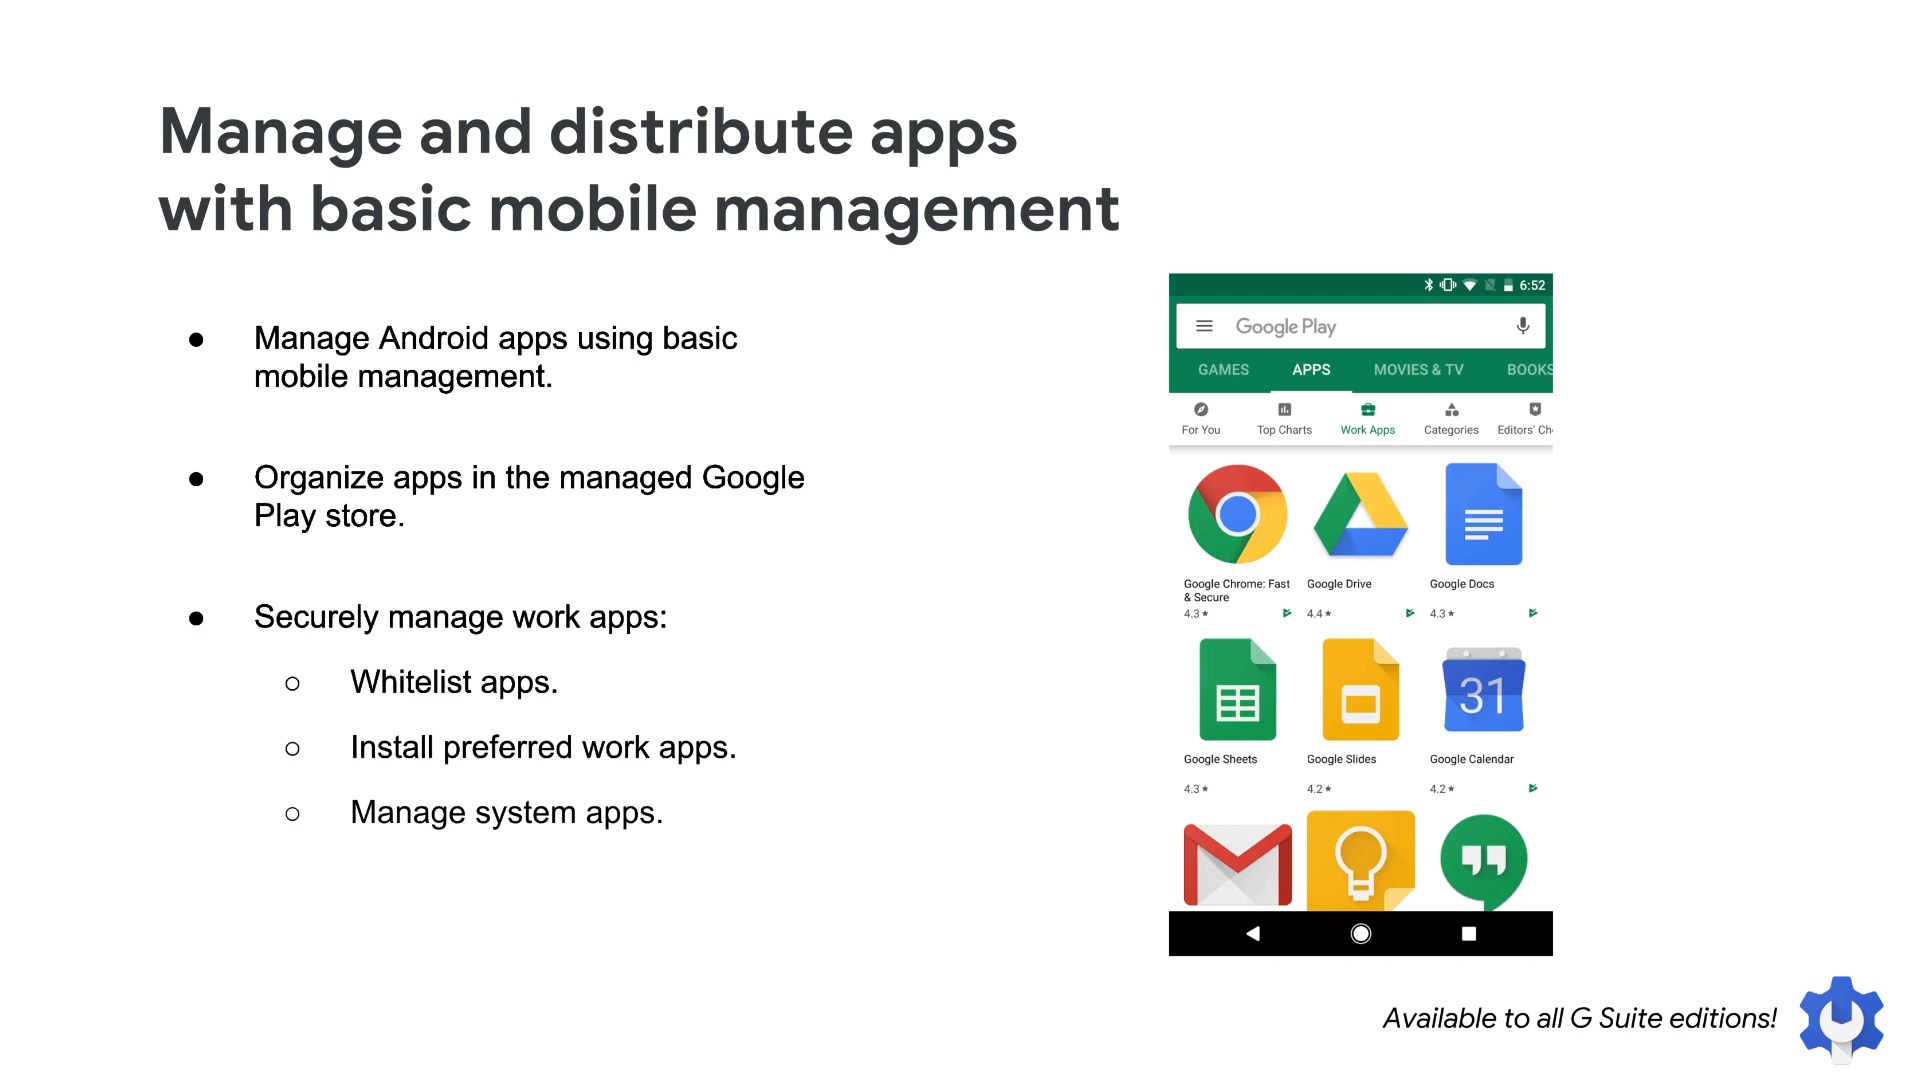 Manage and distribute apps
with basic mobile management
● Manage Android apps using basic
mobile management.
● Organize apps in the managed Google
Play store.
● Securely manage work apps:
○ Whitelist apps.
○ Install preferred work apps.
○ Manage system apps.
6:52
Google Play
GAMES APPS MOVIES & TV BOOKS
For You Top Charts Work Apps Categories Editors' Ch
Google Chrome: Fast
& Secure
Google Drive
Google Docs
4.3★ 4.4★ 4.3★
31
Google Sheets Google Slides Google Calendar
4.3★ 4.2★ 4.2★
Available to all G Suite editions!